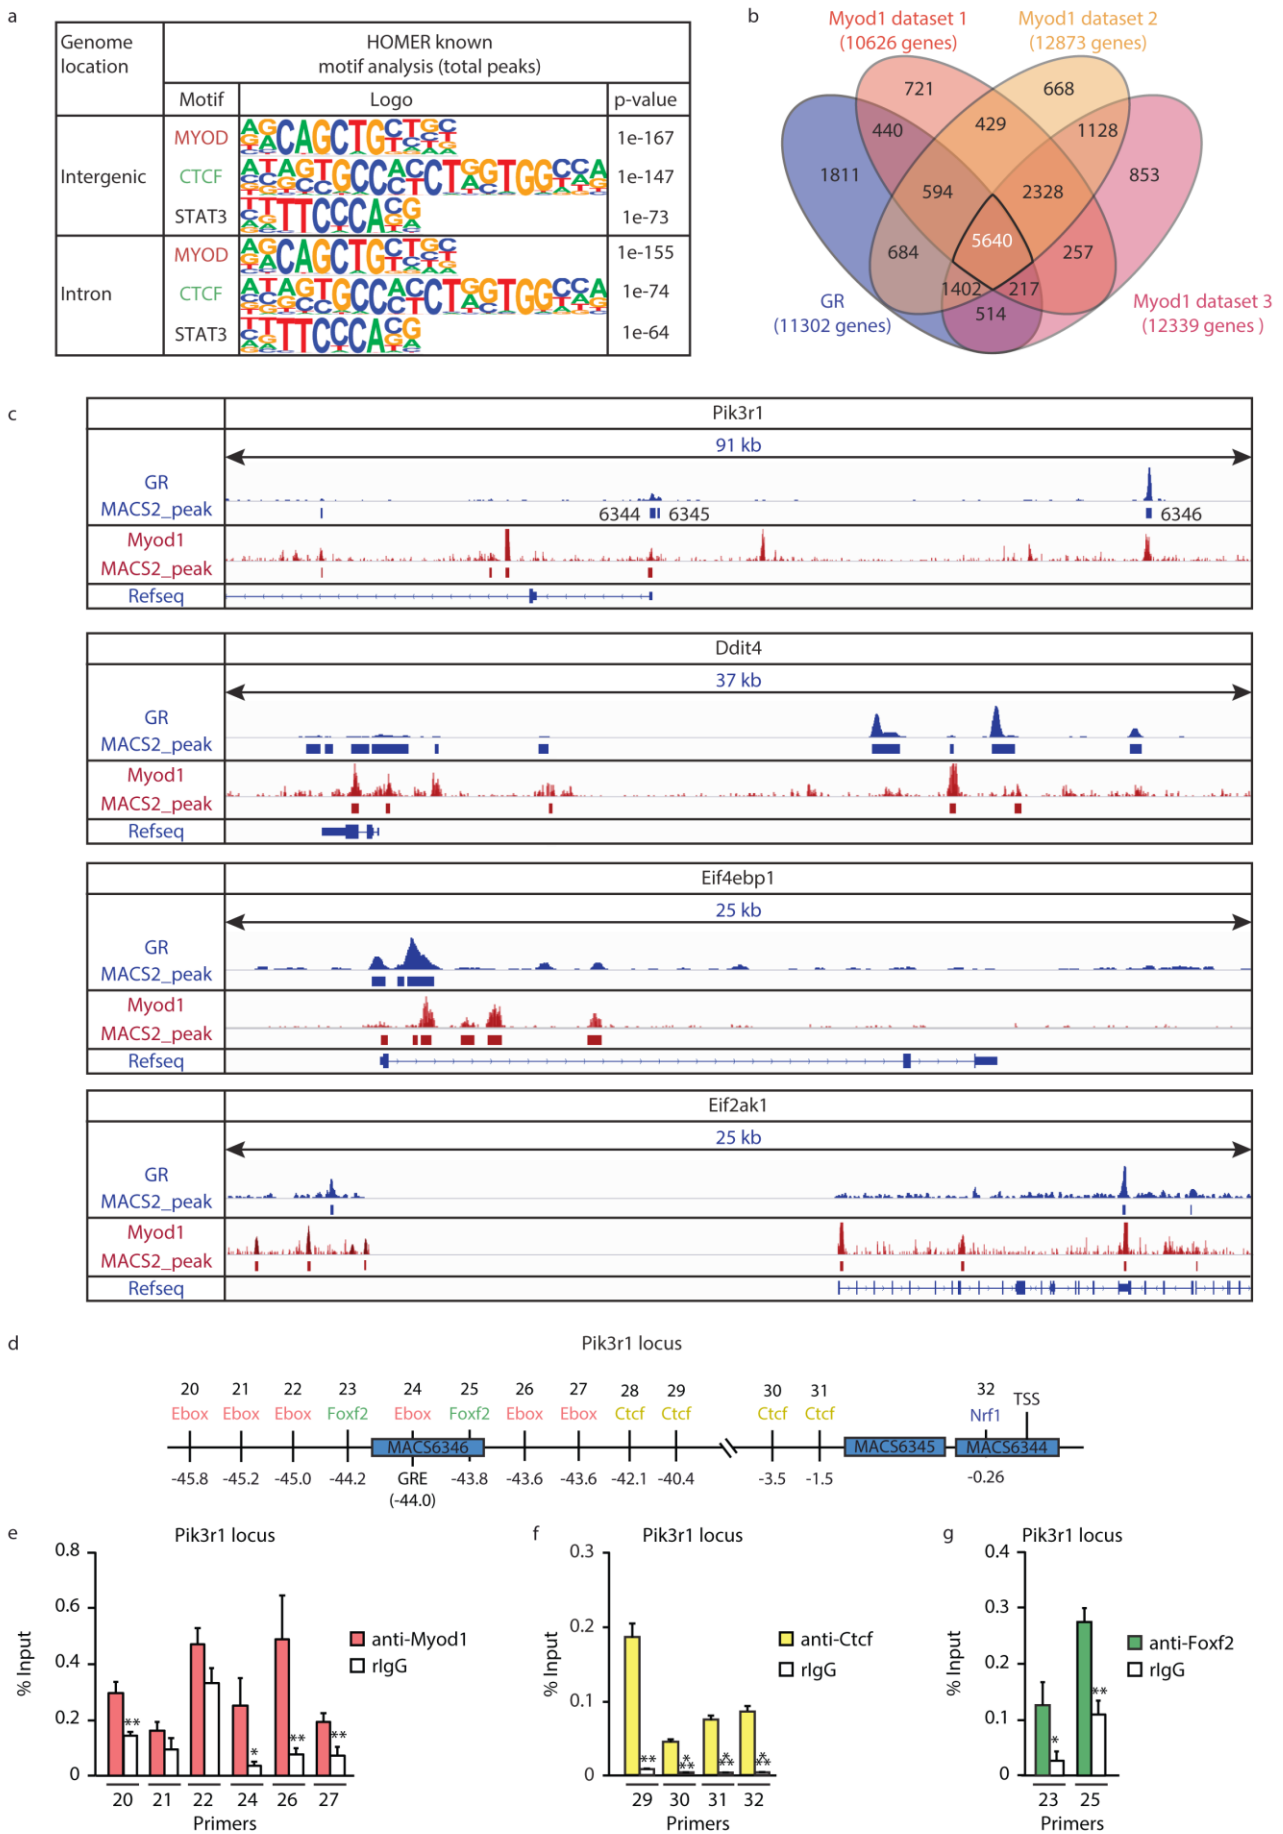 a
Genome location
HOMER known motif analysis (total peaks)
Motif Logo p-value
Intergenic
MYOD 1e-167
CTCF 1e-147
STAT3 1e-73
Intron
MYOD 1e-155
CTCF 1e-74
STAT3 1e-64
b
Myod1 dataset 1
(10626 genes)
Myod1 dataset 2
(12873 genes)
721 668
440 429 1128
1811 853
594 2328
5640
684 257
1402 217
514
GR
(11302 genes)
Myod1 dataset 3
(12339 genes )
c
Pik3r1
91 kb
GR
MACS2_peak
6344 6345 6346
Myod1
MACS2_peak
Refseq
Ddit4
37 kb
GR
MACS2_peak
Myod1
MACS2_peak
Refseq
Eif4ebp1
25 kb
GR
MACS2_peak
Myod1
MACS2_peak
Refseq
Eif2ak1
25 kb
GR
MACS2_peak
Myod1
MACS2_peak
Refseq
d
Pik3r1 locus
20 21 22 23 24 25 26 27 28 29 30 31 32
Ebox Ebox Ebox Foxf2 Ebox Foxf2 Ebox Ebox Ctcf Ctcf Ctcf Ctcf Nrf1 TSS
MACS6346 MACS6345 MACS6344
-45.8 -45.2 -45.0 -44.2 GRE -43.8 -43.6 -43.6 -42.1 -40.4 -3.5 -1.5 -0.26
(-44.0)
e
Pik3r1 locus
0.8
0.6
0.4
0.2
0
% Input
anti-Myod1
rIgG
** * ** **
20 21 22 24 26 27
Primers
f
Pik3r1 locus
0.3
0.2
0.1
0
% Input
anti-Ctcf
rIgG
** *** *** ***
29 30 31 32
Primers
g
Pik3r1 locus
0.4
0.3
0.2
0.1
0
% Input
anti-Foxf2
rIgG
* **
23 25
Primers